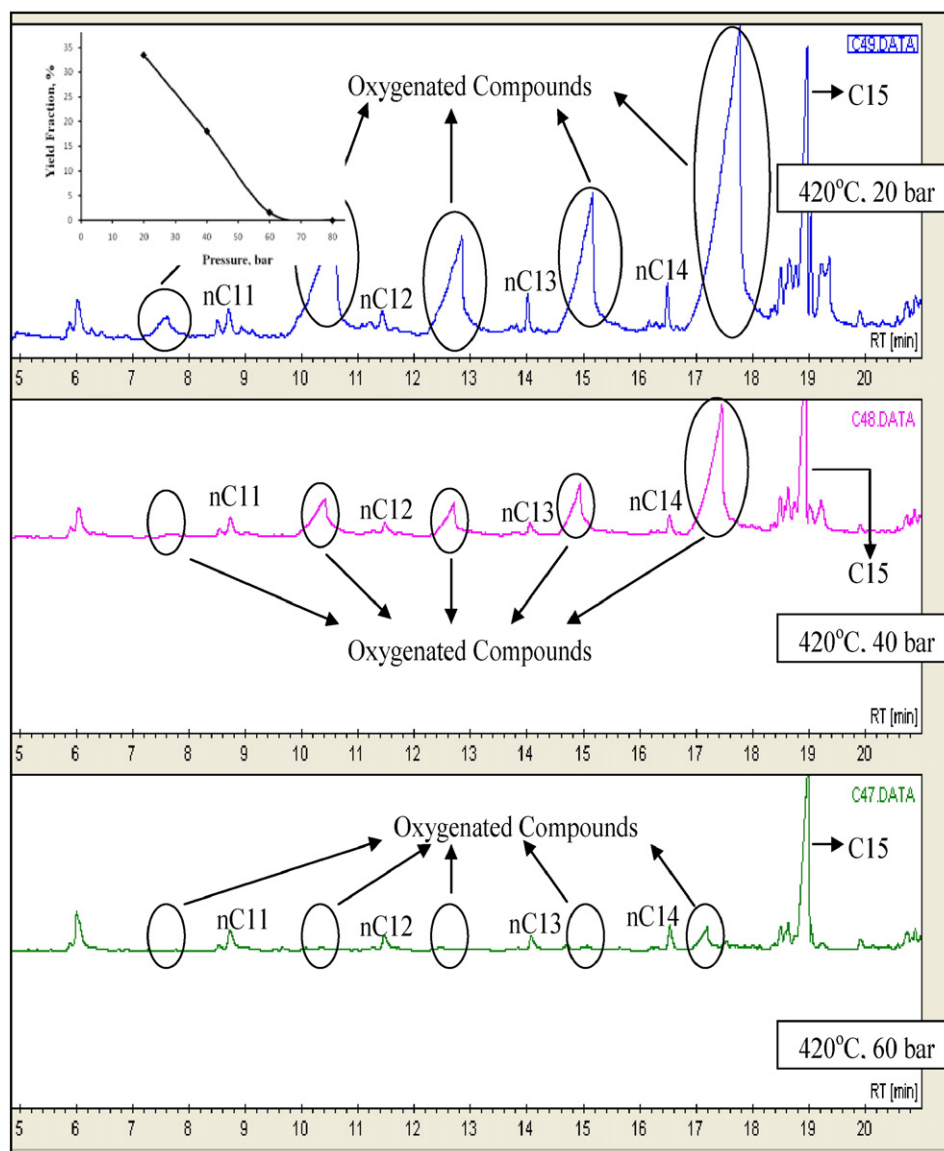 C49.DATA
35
30
25
20
15
10
5
0
Yield Fraction, %
0 10 20 30 40 50 60 70 80
Pressure, bar
Oxygenated Compounds
C15
420°C, 20 bar
nC11
nC12
nC13
nC14
RT [min]
5 6 7 8 9 10 11 12 13 14 15 16 17 18 19 20
C48.DATA
nC11
nC12
nC13
nC14
C15
Oxygenated Compounds
420°C, 40 bar
RT [min]
5 6 7 8 9 10 11 12 13 14 15 16 17 18 19 20
C47.DATA
Oxygenated Compounds
C15
nC11
nC12
nC13
nC14
420°C, 60 bar
RT [min]
5 6 7 8 9 10 11 12 13 14 15 16 17 18 19 20